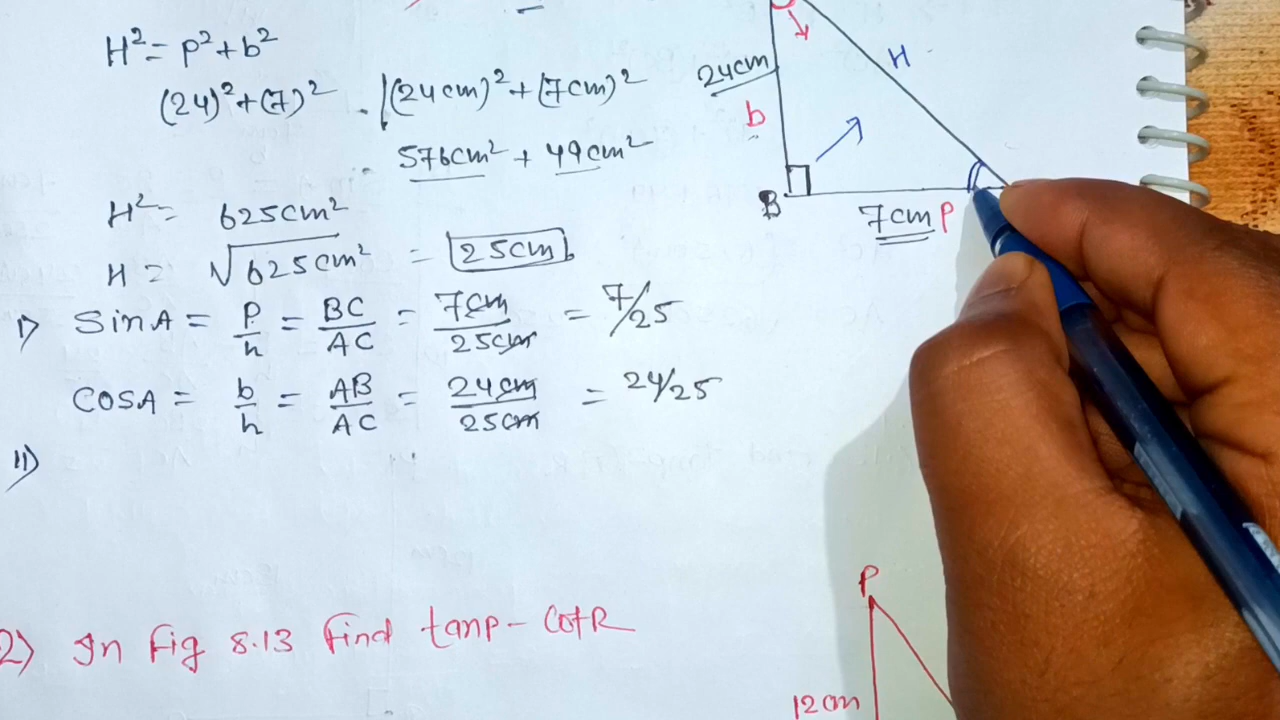 H² = p² + b²
(24)² + (7)² . (24cm)² + (7cm)²
. 576cm² + 49cm²
H² = 625cm²
H = √625cm² = 25cm
1) SinA = P/h = BC/AC = 7cm/25cm = 7/25
COSA = b/h = AB/AC = 24cm/25cm = 24/25
11)
2) In Fig 8.13 Find tanp - CotR
24cm
H
b
B
7cm P
P
12cm